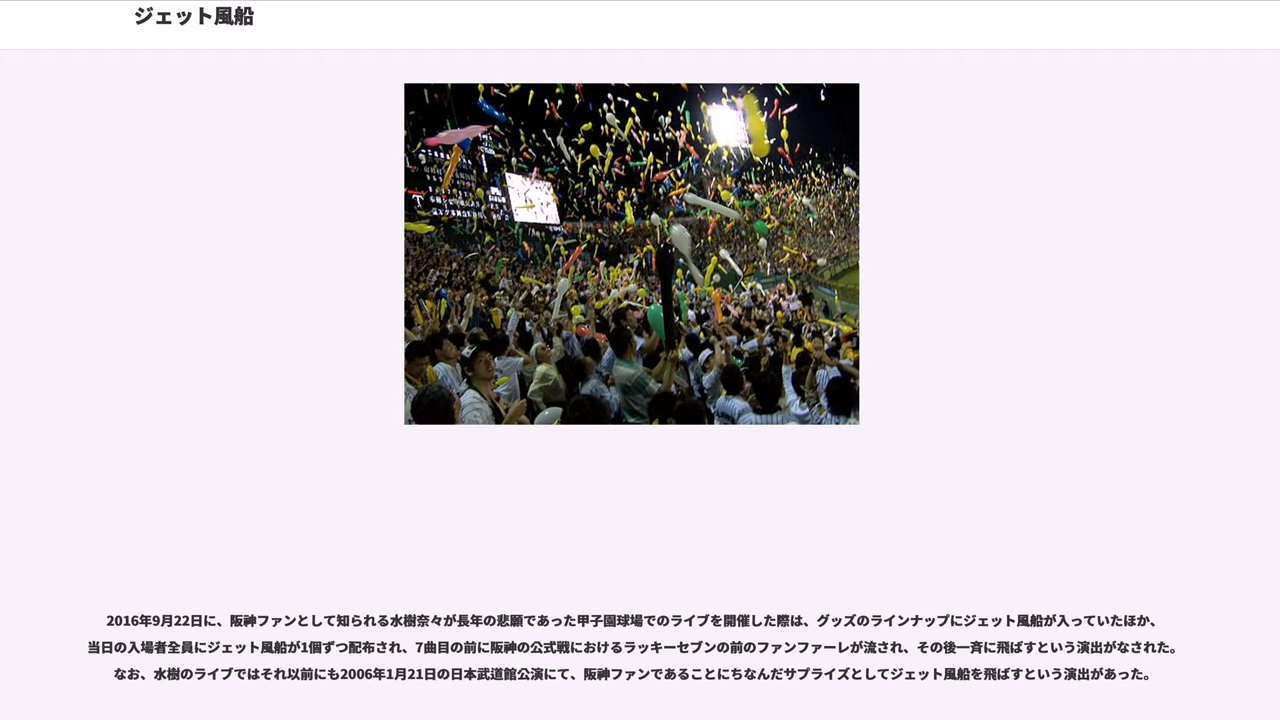 ジェット風船
2016年9月22日に、阪神ファンとして知られる水樹奈々が長年の悲願であった甲子園球場でのライブを開催した際は、グッズのラインナップにジェット風船が入っていたほか、
当日の入場者全員にジェット風船が1個ずつ配布され、7曲目の前に阪神の公式戦におけるラッキーセブンの前のファンファーレが流され、その後一斉に飛ばすという演出がなされた。
なお、水樹のライブではそれ以前にも2006年1月21日の日本武道館公演にて、阪神ファンであることにちなんだサプライズとしてジェット風船を飛ばすという演出があった。